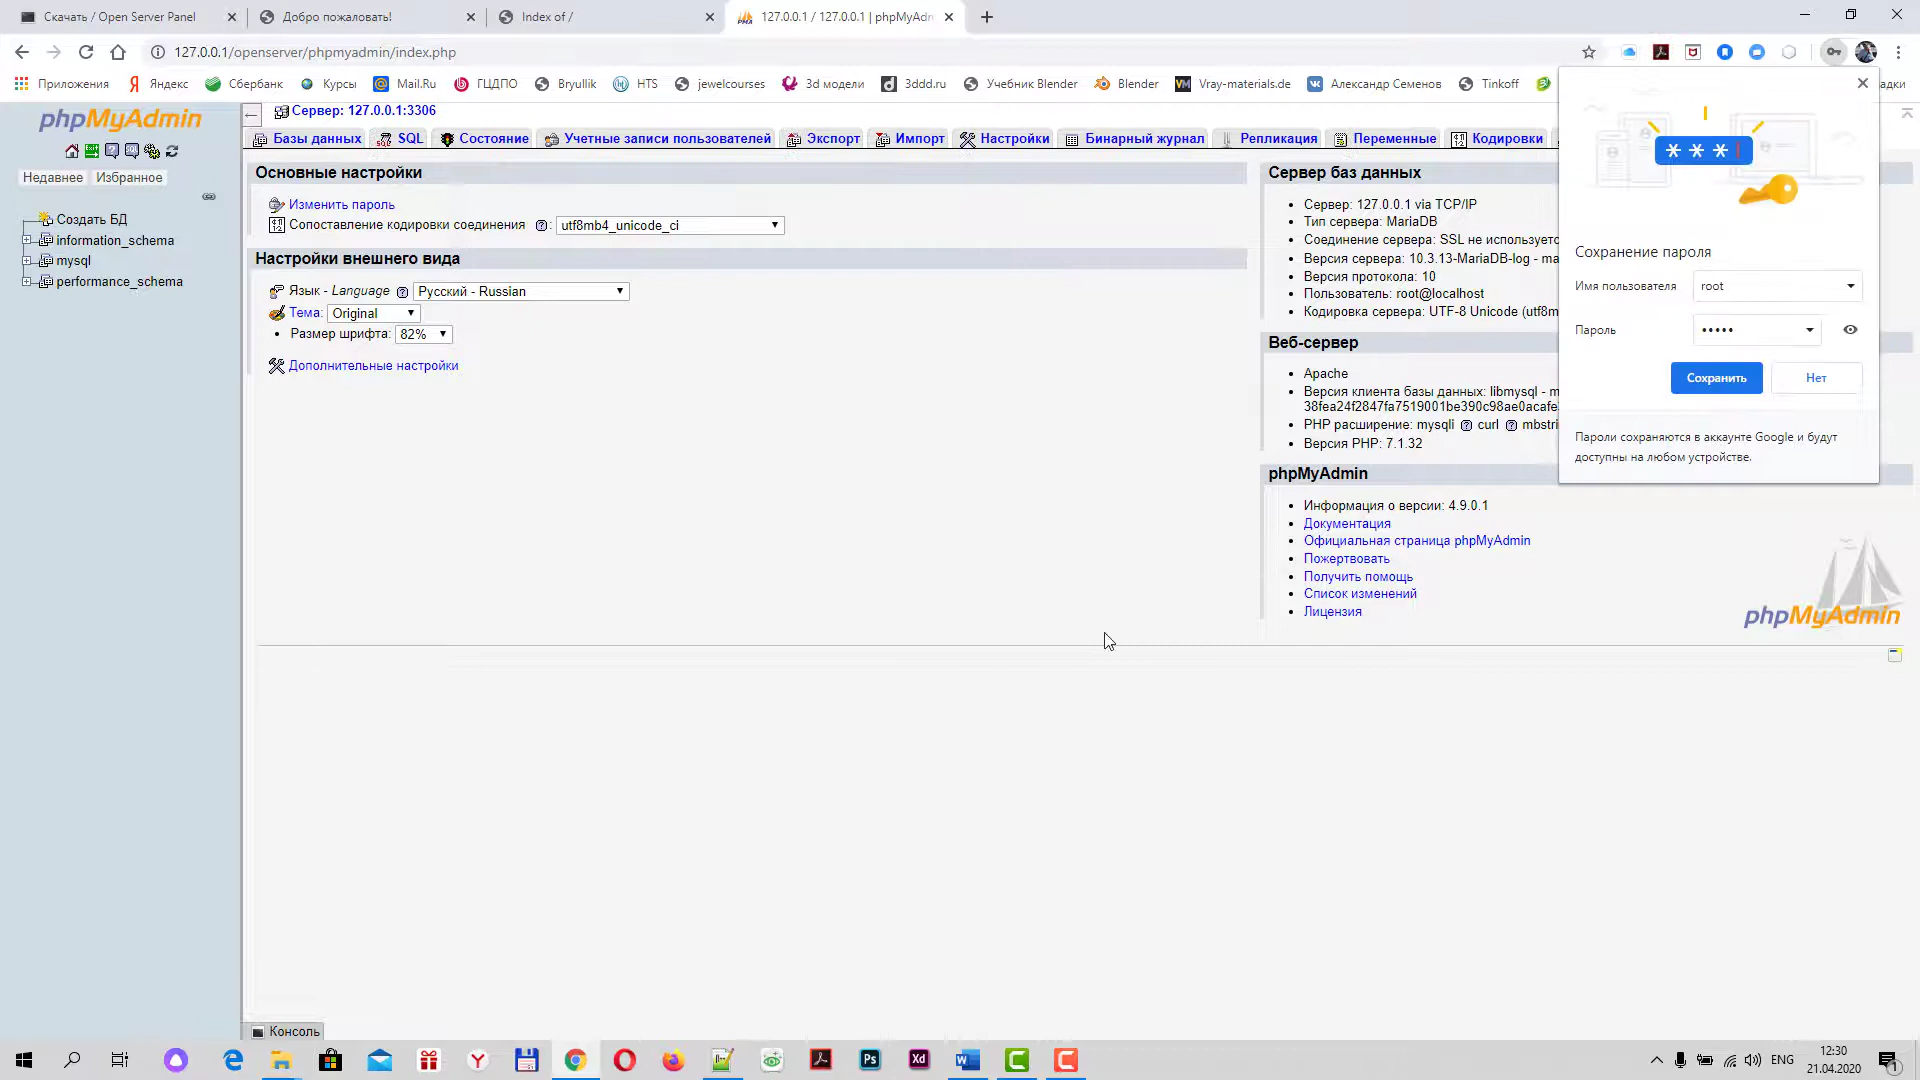 Скачать / Open Server Panel
Добро пожаловать!
Index of /
127.0.0.1 / 127.0.0.1 | phpMyAdm
127.0.0.1/openserver/phpmyadmin/index.php
Приложения
Яндекс
Сбербанк
Курсы
Mail.Ru
ГЦДПО
Bryullik
HTS
jewelcourses
3d модели
3ddd.ru
Учебник Blender
Blender
Vray-materials.de
Александр Семенов
Tinkoff
адки
phpMyAdmin
Недавнее
Избранное
Создать БД
information_schema
mysql
performance_schema
Сервер: 127.0.0.1:3306
Базы данных
SQL
Состояние
Учетные записи пользователей
Экспорт
Импорт
Настройки
Бинарный журнал
Репликация
Переменные
Кодировки
Основные настройки
Изменить пароль
Сопоставление кодировки соединения : utf8mb4_unicode_ci
Настройки внешнего вида
Язык - Language Русский - Russian
Тема: Original
Размер шрифта: 82%
Дополнительные настройки
Сервер баз данных
Сервер: 127.0.0.1 via TCP/IP
Тип сервера: MariaDB
Соединение сервера: SSL не используетс
Версия сервера: 10.3.13-MariaDB-log - ma
Версия протокола: 10
Пользователь: root@localhost
Кодировка сервера: UTF-8 Unicode (utf8m
Веб-сервер
Apache
Версия клиента базы данных: libmysql - m
38fea24f2847fa7519001be390c98ae0acafe
PHP расширение: mysqli curl mbstri
Версия PHP: 7.1.32
phpMyAdmin
Информация о версии: 4.9.0.1
Документация
Официальная страница phpMyAdmin
Пожертвовать
Получить помощь
Список изменений
Лицензия
phpMyAdmin
* * *
Сохранение пароля
Имя пользователя root
Пароль •••••
Сохранить
Нет
Пароли сохраняются в аккаунте Google и будут
доступны на любом устройстве.
Консоль
Ps
Xd
ENG
12:30
21.04.2020
1